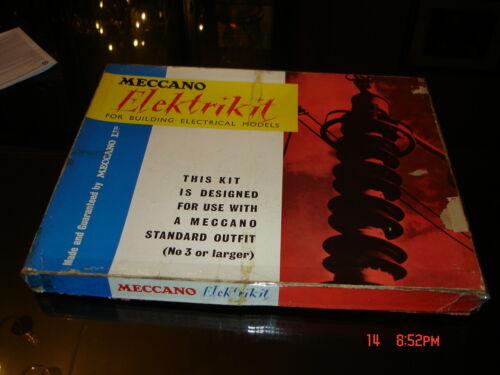 MECCANO
Elektrikit
FOR BUILDING ELECTRICAL MODELS
THIS KIT
IS DESIGNED
FOR USE WITH
A MECCANO
STANDARD OUTFIT
(No 3 or larger)
Made and Guaranteed by MECCANO LTD
MECCANO Elektrikit
14 8:52PM